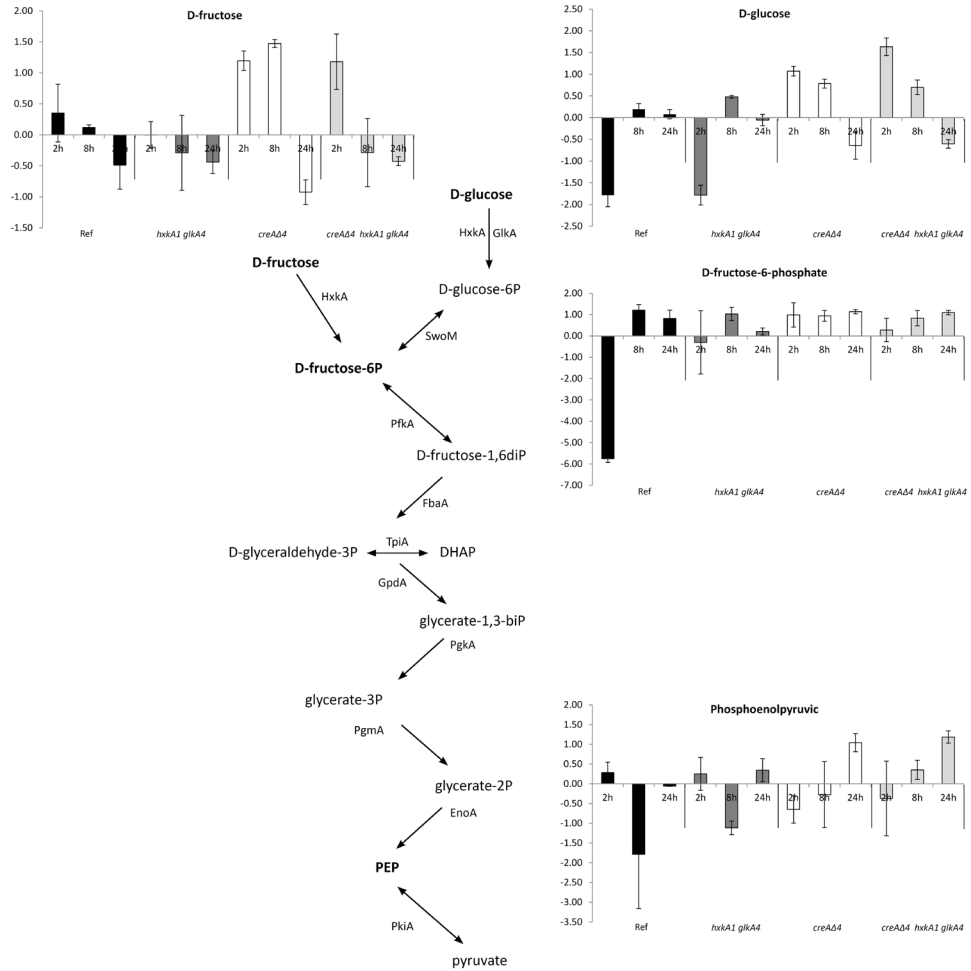 D-fructose
2.00
1.50
1.00
0.50
0.00
-0.50
-1.00
-1.50
2h 8h 24h 2h 8h 24h 2h 8h 24h 2h 8h 24h
Ref hxkA1 glkA4 creAΔ4 creAΔ4 hxkA1 glkA4
D-glucose
2.50
2.00
1.50
1.00
0.50
0.00
-0.50
-1.00
-1.50
-2.00
-2.50
2h 8h 24h 2h 8h 24h 2h 8h 24h 2h 8h 24h
Ref hxkA1 glkA4 creAΔ4 creAΔ4 hxkA1 glkA4
D-glucose
HxkA GlkA
D-fructose
HxkA
D-glucose-6P
SwoM
D-fructose-6P
PfkA
D-fructose-1,6diP
FbaA
D-glyceraldehyde-3P TpiA DHAP
GpdA
glycerate-1,3-biP
PgkA
glycerate-3P
PgmA
glycerate-2P
EnoA
PEP
PkiA
pyruvate
D-fructose-6-phosphate
2.00
1.00
0.00
-1.00
-2.00
-3.00
-4.00
-5.00
-6.00
-7.00
8h 24h 2h 8h 24h 2h 8h 24h 2h 8h 24h
Ref hxkA1 glkA4 creAΔ4 creAΔ4 hxkA1 glkA4
Phosphoenolpyruvic
2.00
1.50
1.00
0.50
0.00
-0.50
-1.00
-1.50
-2.00
-2.50
-3.00
-3.50
2h 8h 24h 2h 8h 24h 2h 8h 24h 2h 8h 24h
Ref hxkA1 glkA4 creAΔ4 creAΔ4 hxkA1 glkA4